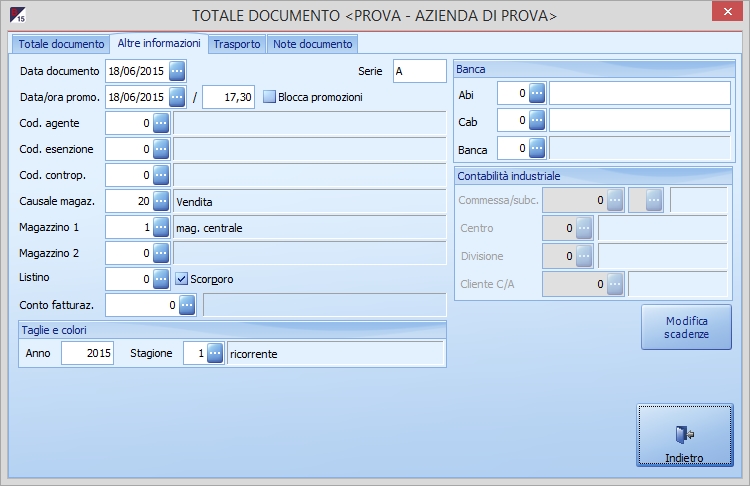 15
TOTALE DOCUMENTO <PROVA - AZIENDA DI PROVA>
Totale documento Altre informazioni Trasporto Note documento
Data documento 18/06/2015 Serie A
Data/ora promo. 18/06/2015 / 17,30 Blocca promozioni
Cod. agente 0
Cod. esenzione 0
Cod. controp. 0
Causale magaz. 20 Vendita
Magazzino 1 1 mag. centrale
Magazzino 2 0
Listino 0 Scorporo
Conto fatturaz. 0
Taglie e colori
Anno 2015 Stagione 1 ricorrente
Banca
Abi 0
Cab 0
Banca 0
Contabilità industriale
Commessa/subc. 0
Centro 0
Divisione 0
Cliente C/A 0
Modifica
scadenze
Indietro